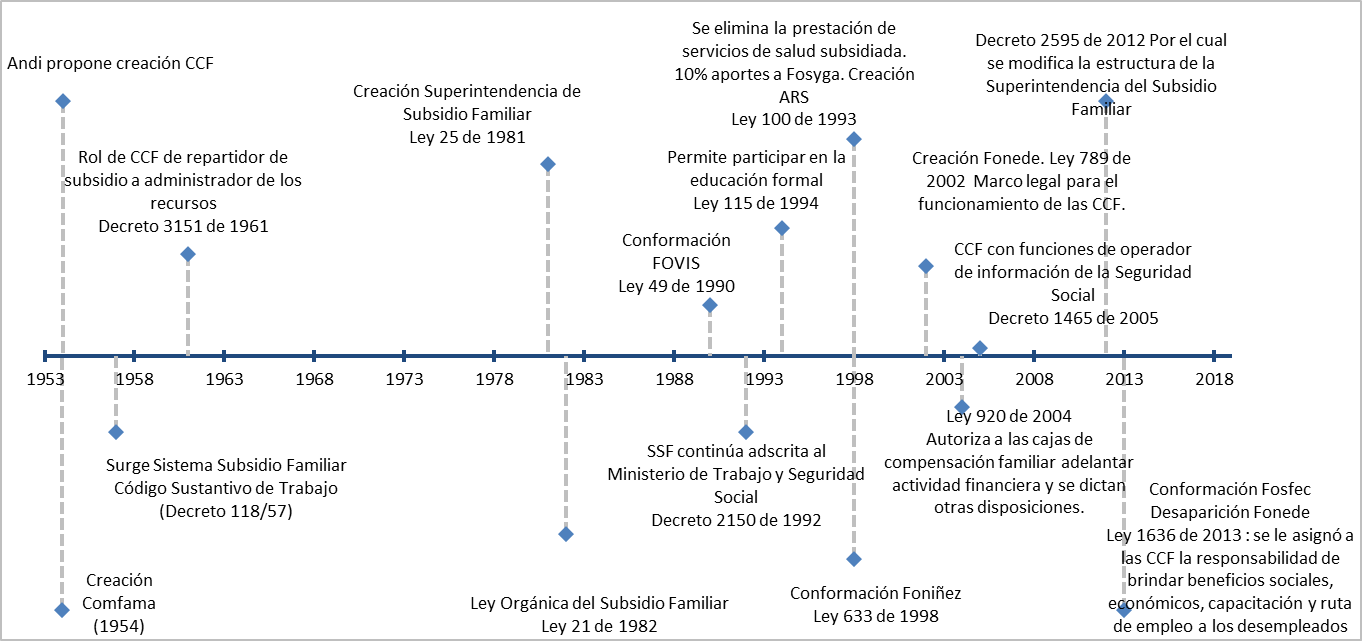 Andi propone creación CCF
Rol de CCF de repartidor de
subsidio a administrador de los
recursos
Decreto 3151 de 1961
Creación Superintendencia de
Subsidio Familiar
Ley 25 de 1981
Conformación
FOVIS
Ley 49 de 1990
Se elimina la prestación de
servicios de salud subsidiada.
10% aportes a Fosyga. Creación
ARS
Ley 100 de 1993
Permite participar en la
educación formal
Ley 115 de 1994
Decreto 2595 de 2012 Por el cual
se modifica la estructura de la
Superintendencia del Subsidio
Familiar
Creación Fonede. Ley 789 de
2002 Marco legal para el
funcionamiento de las CCF.
CCF con funciones de operador
de información de la Seguridad
Social
Decreto 1465 de 2005
1953 1958 1963 1968 1973 1978 1983 1988 1993 1998 2003 2008 2013 2018
Surge Sistema Subsidio Familiar
Código Sustantivo de Trabajo
(Decreto 118/57)
Creación
Comfama
(1954)
Ley Orgánica del Subsidio Familiar
Ley 21 de 1982
SSF continúa adscrita al
Ministerio de Trabajo y Seguridad
Social
Decreto 2150 de 1992
Conformación Foniñez
Ley 633 de 1998
Ley 920 de 2004
Autoriza a las cajas de
compensación familiar adelantar
actividad financiera y se dictan
otras disposiciones.
Conformación Fosfec
Desaparición Fonede
Ley 1636 de 2013 : se le asignó a
las CCF la responsabilidad de
brindar beneficios sociales,
económicos, capacitación y ruta
de empleo a los desempleados